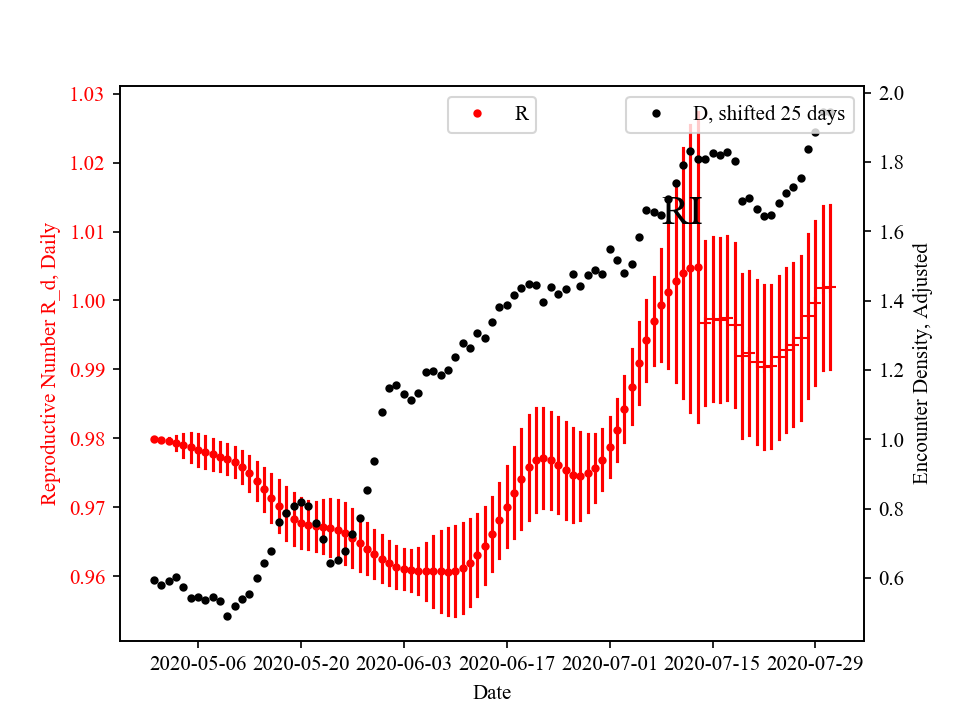 R
D, shifted 25 days
RI
Reproductive Number R_d, Daily
1.03
1.02
1.01
1.00
0.99
0.98
0.97
0.96
2.0
1.8
1.6
1.4
1.2
1.0
0.8
0.6
Encounter Density, Adjusted
2020-05-06 2020-05-20 2020-06-03 2020-06-17 2020-07-01 2020-07-15 2020-07-29
Date